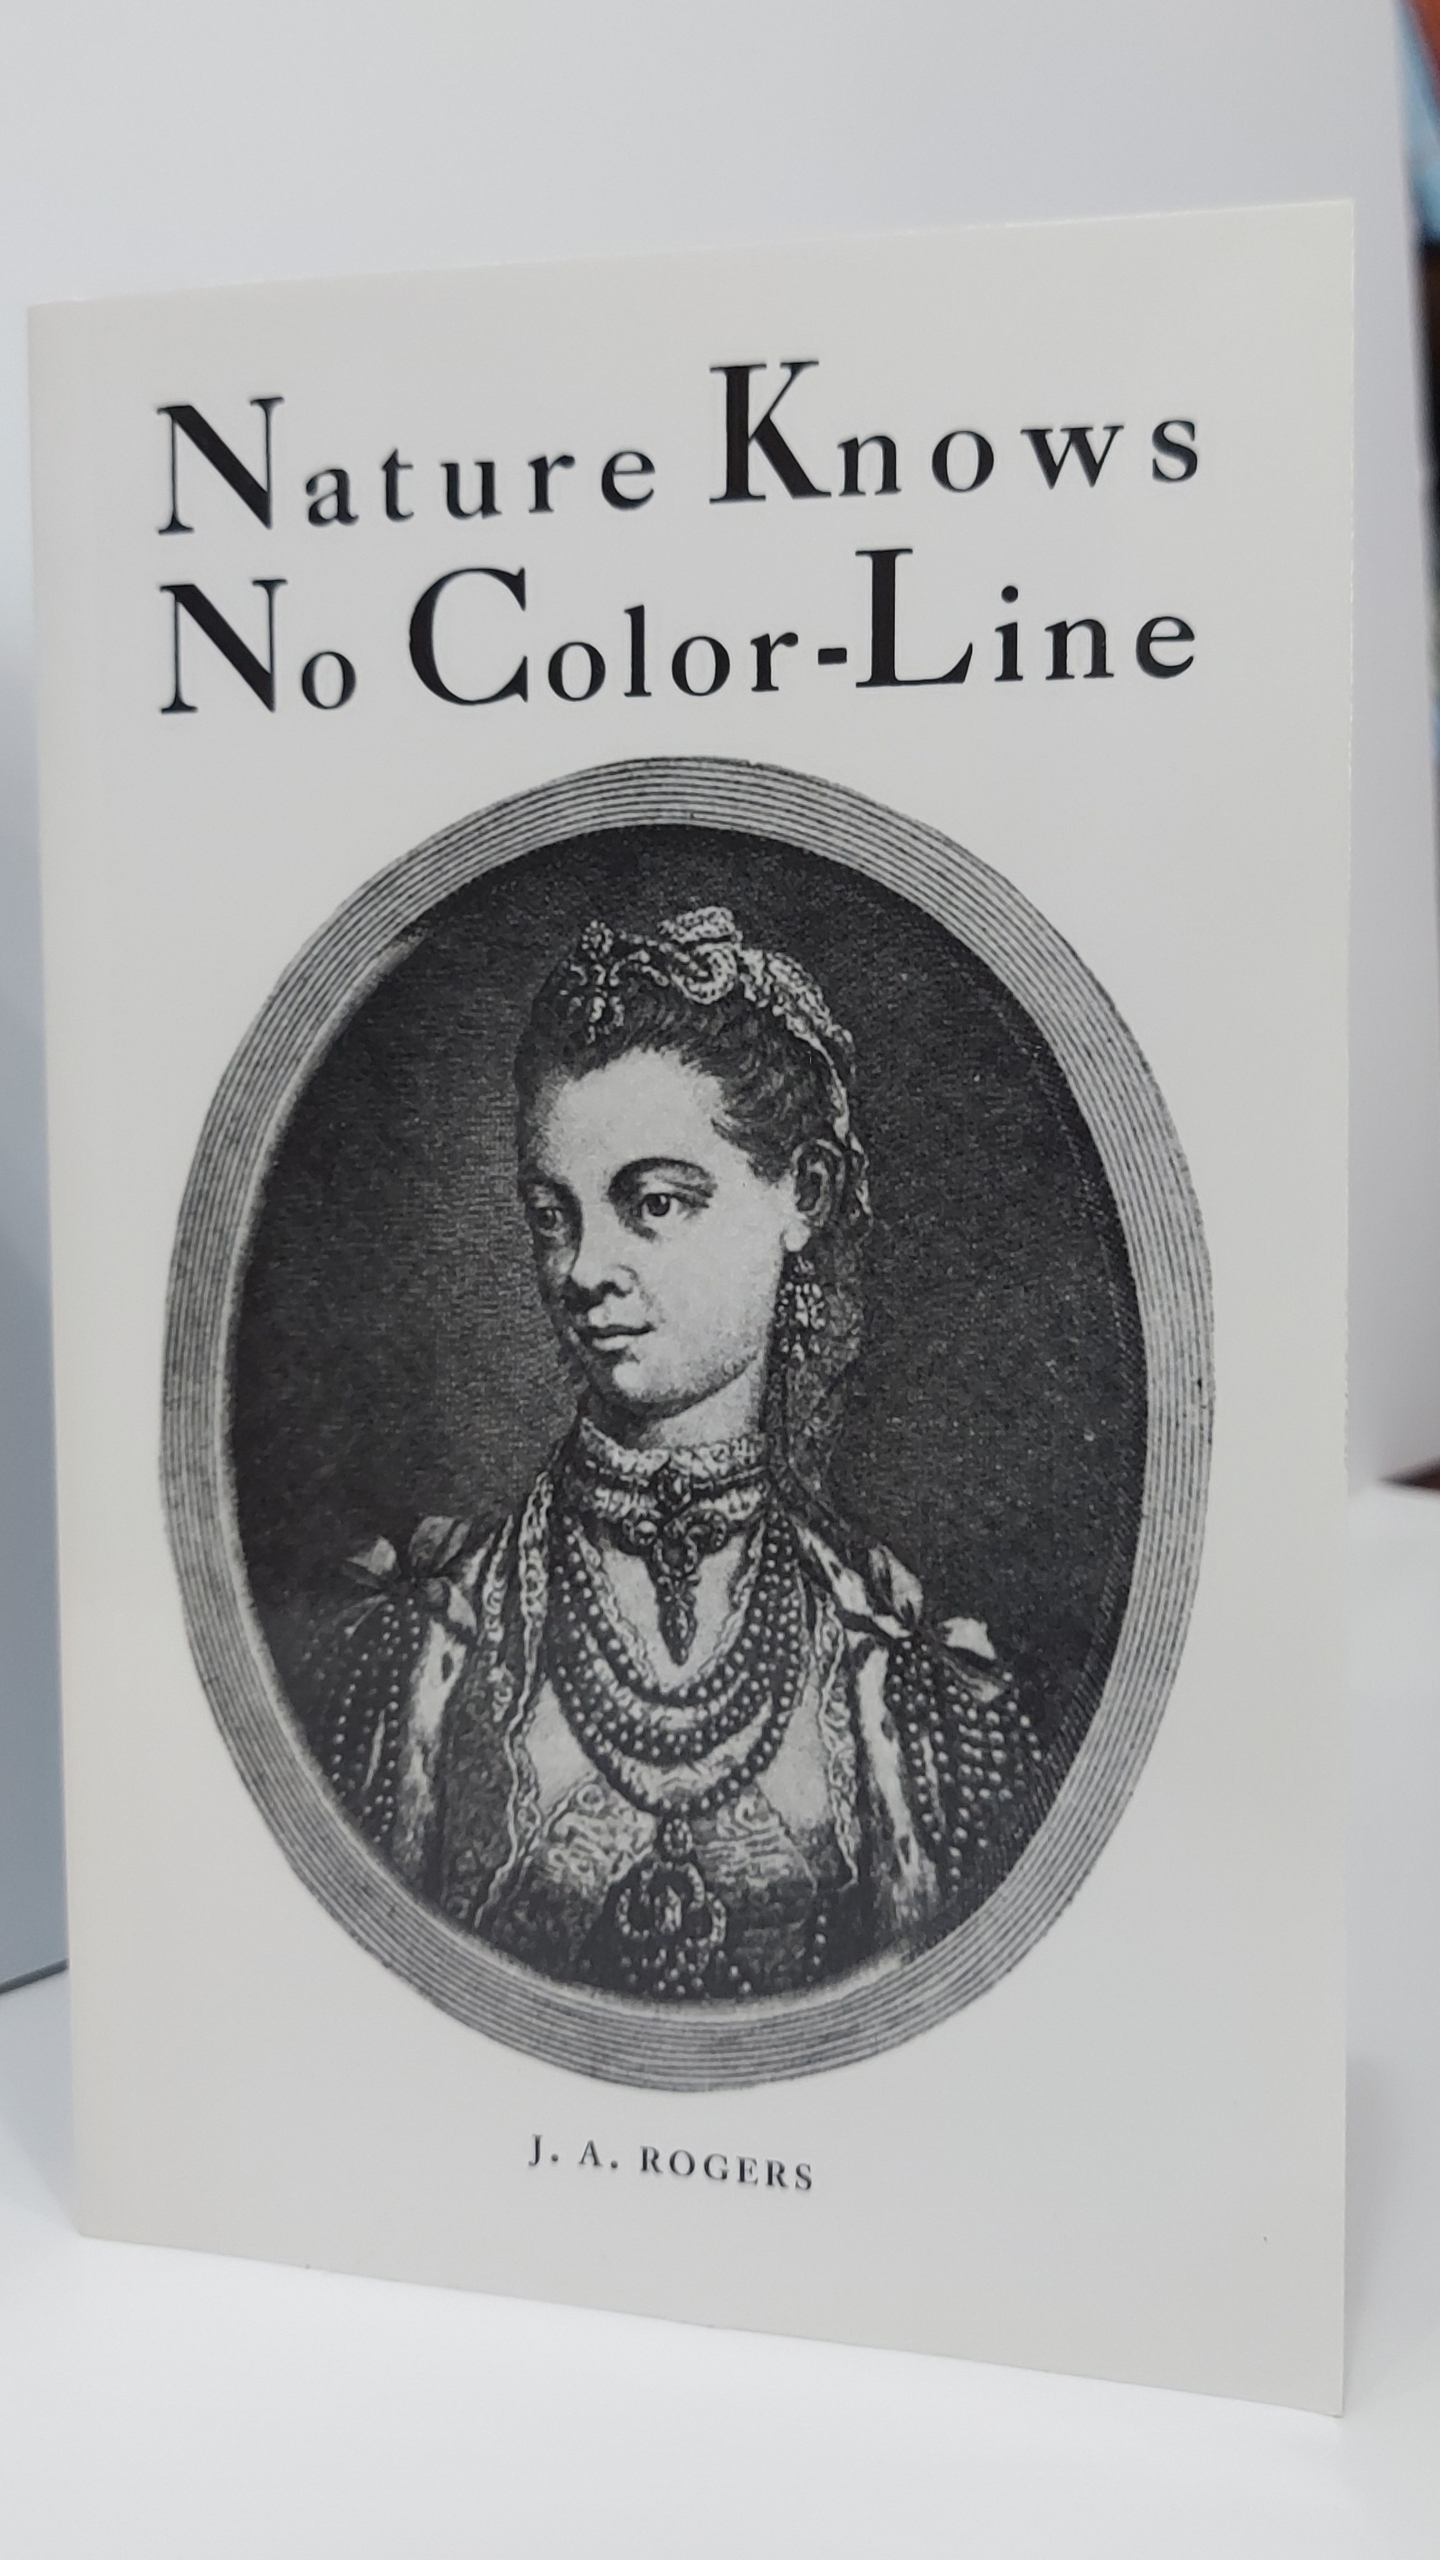 Nature Knows
No Color-Line
J. A. ROGERS